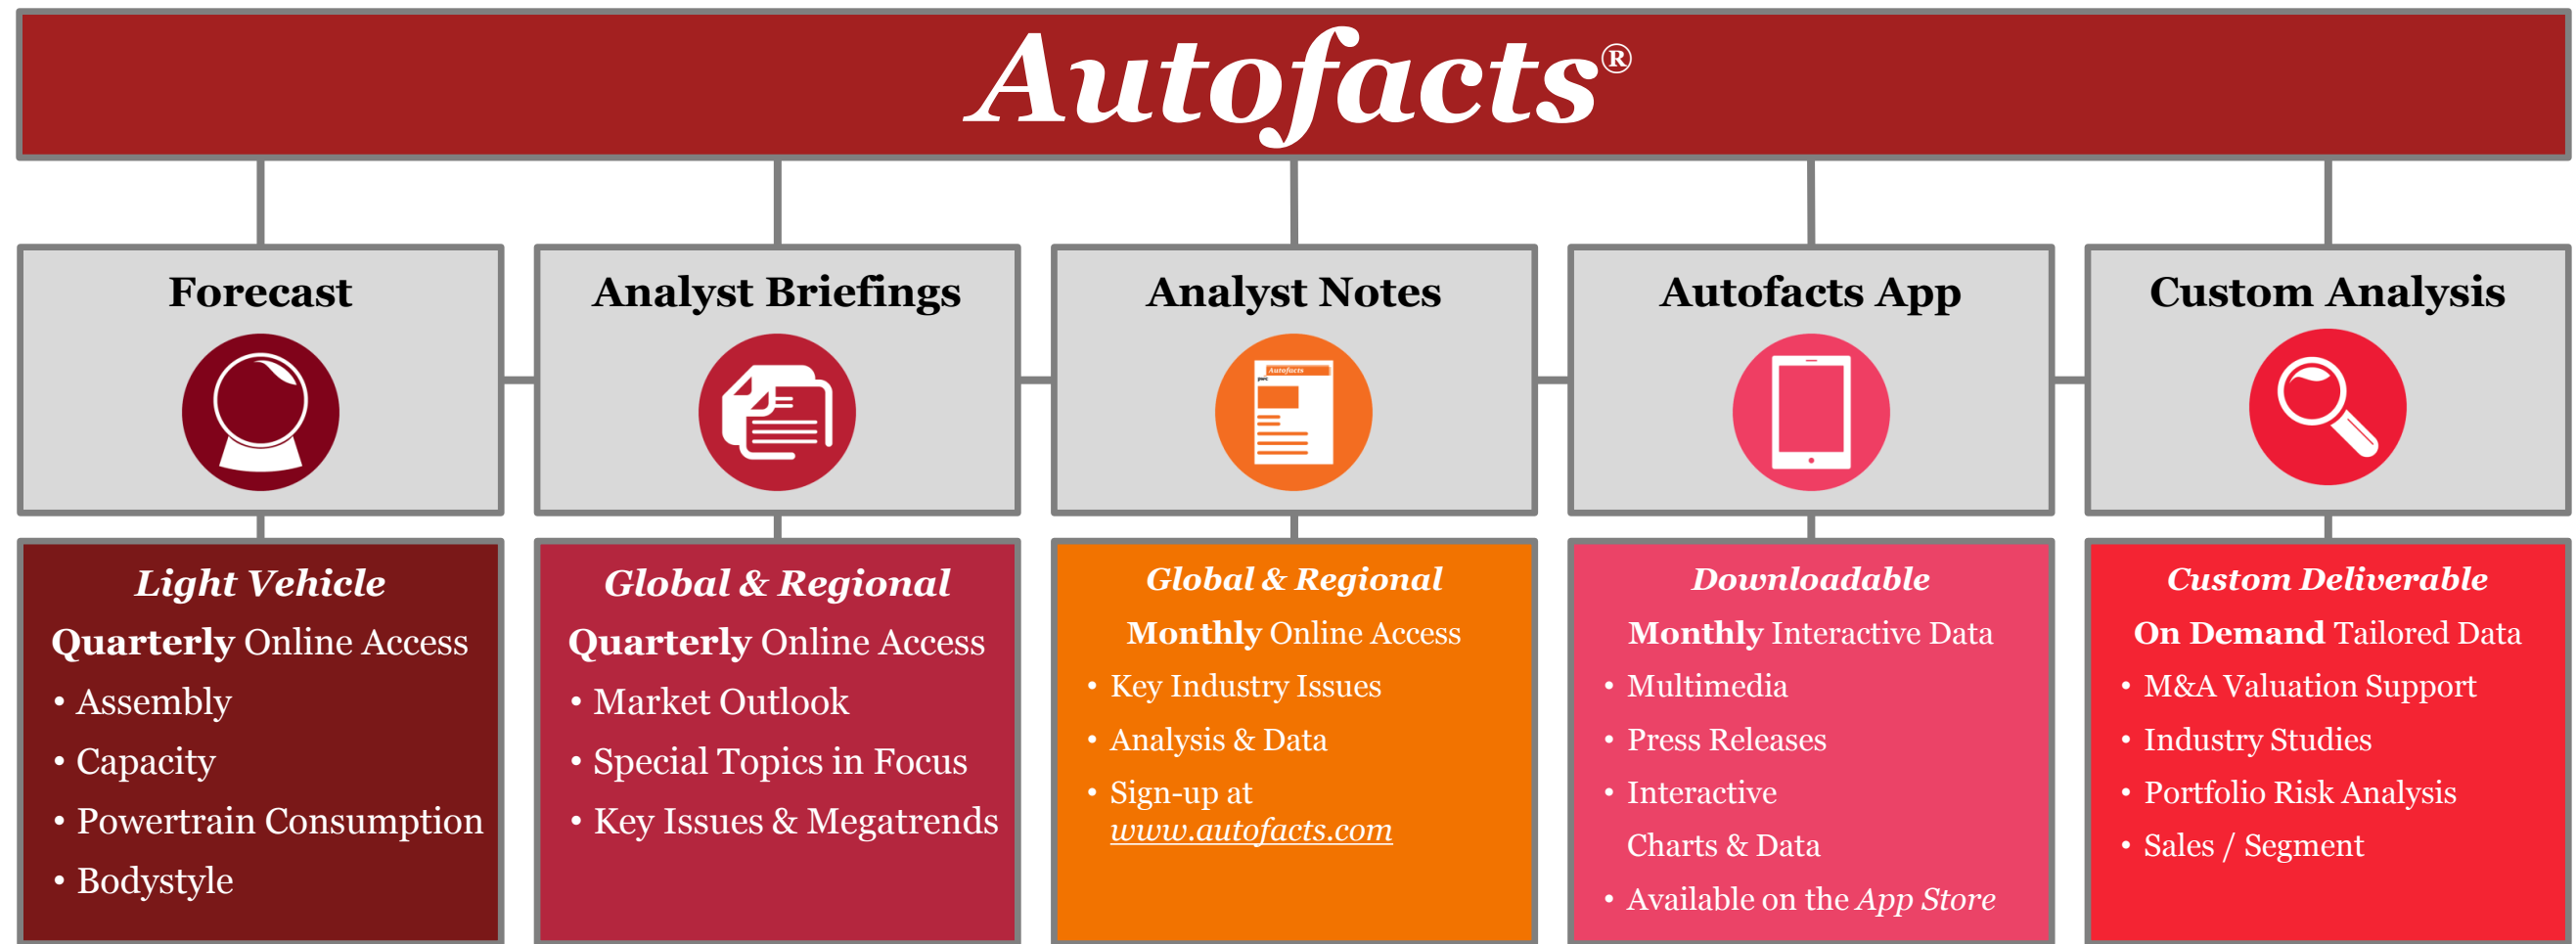 Autofacts®
Forecast
Analyst Briefings
Analyst Notes
Autofacts App
Custom Analysis
Autofacts
pwc
Light Vehicle
Quarterly Online Access
• Assembly
• Capacity
• Powertrain Consumption
• Bodystyle
Global & Regional
Quarterly Online Access
• Market Outlook
• Special Topics in Focus
• Key Issues & Megatrends
Global & Regional
Monthly Online Access
• Key Industry Issues
• Analysis & Data
• Sign-up at
www.autofacts.com
Downloadable
Monthly Interactive Data
• Multimedia
• Press Releases
• Interactive
Charts & Data
• Available on the App Store
Custom Deliverable
On Demand Tailored Data
• M&A Valuation Support
• Industry Studies
• Portfolio Risk Analysis
• Sales / Segment